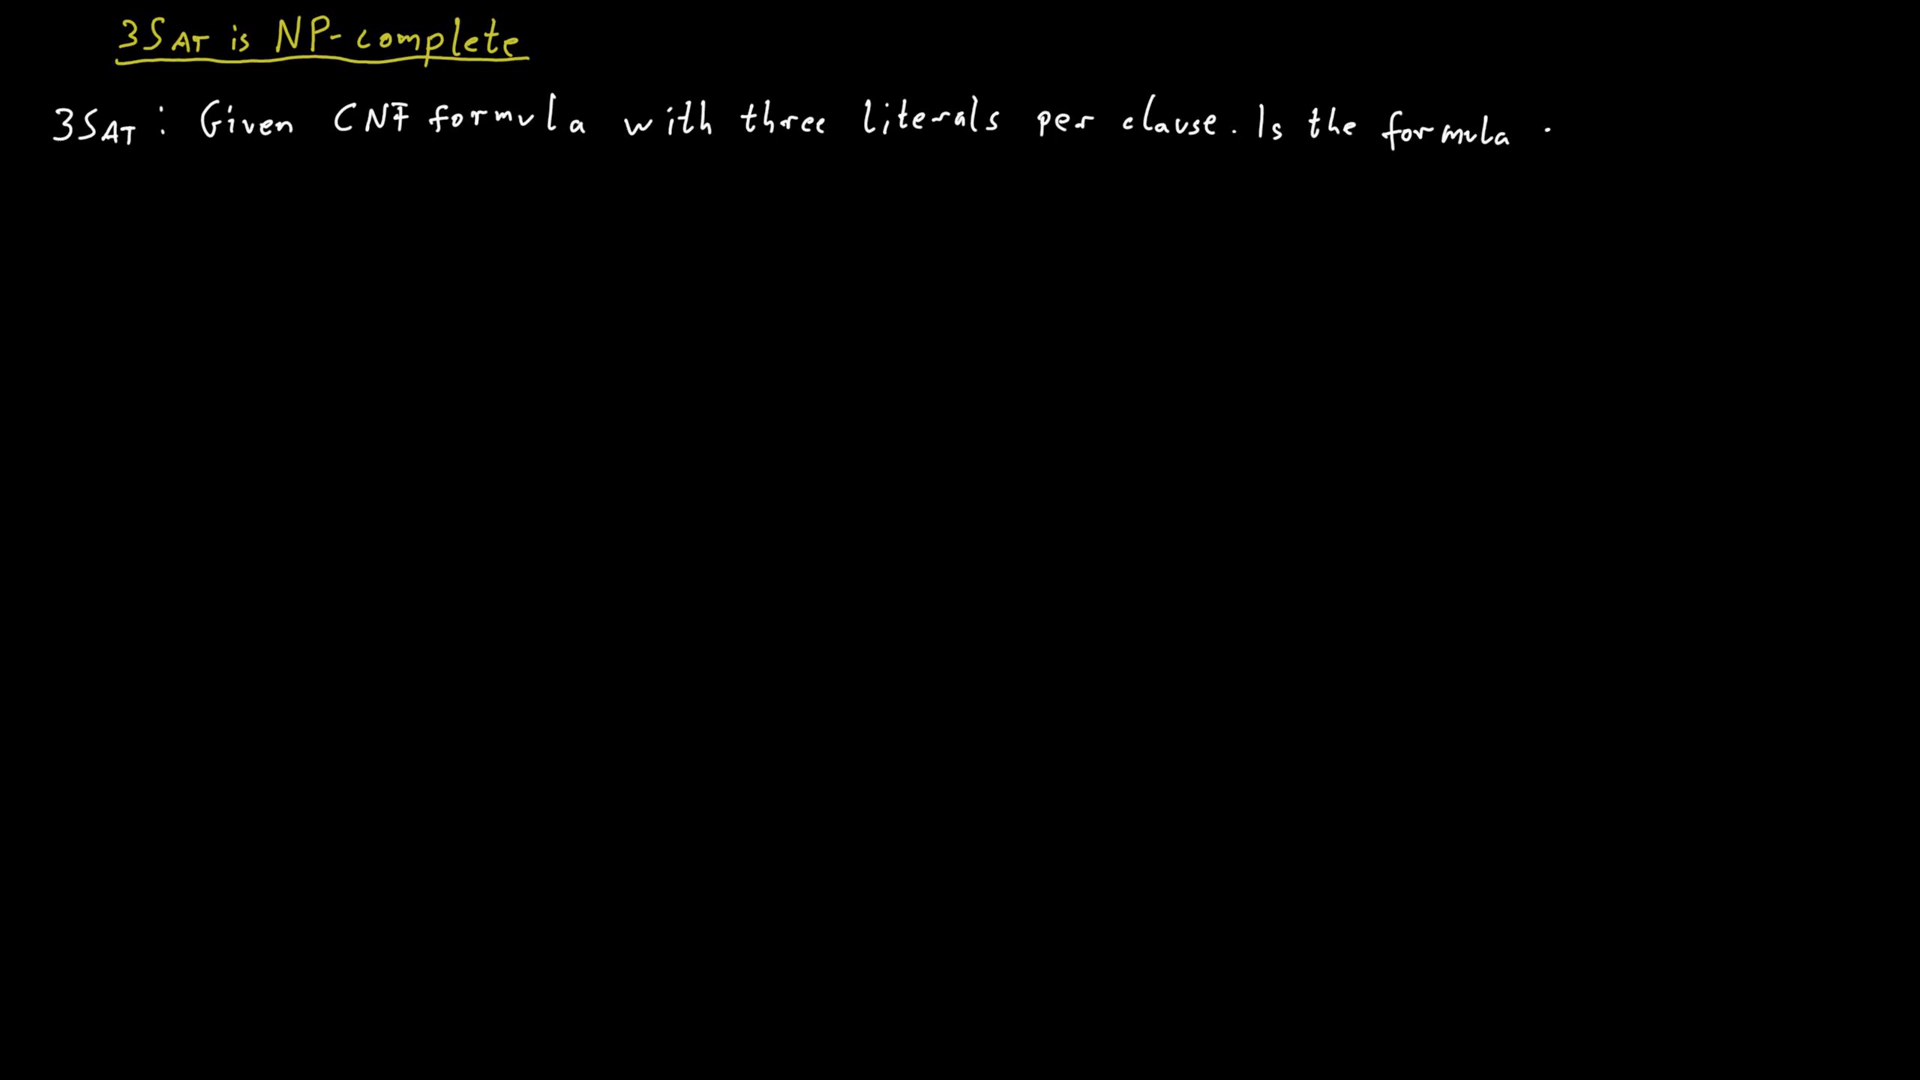 3SAT is NP-complete
3SAT: Given CNF formula with three literals per clause. Is the formula